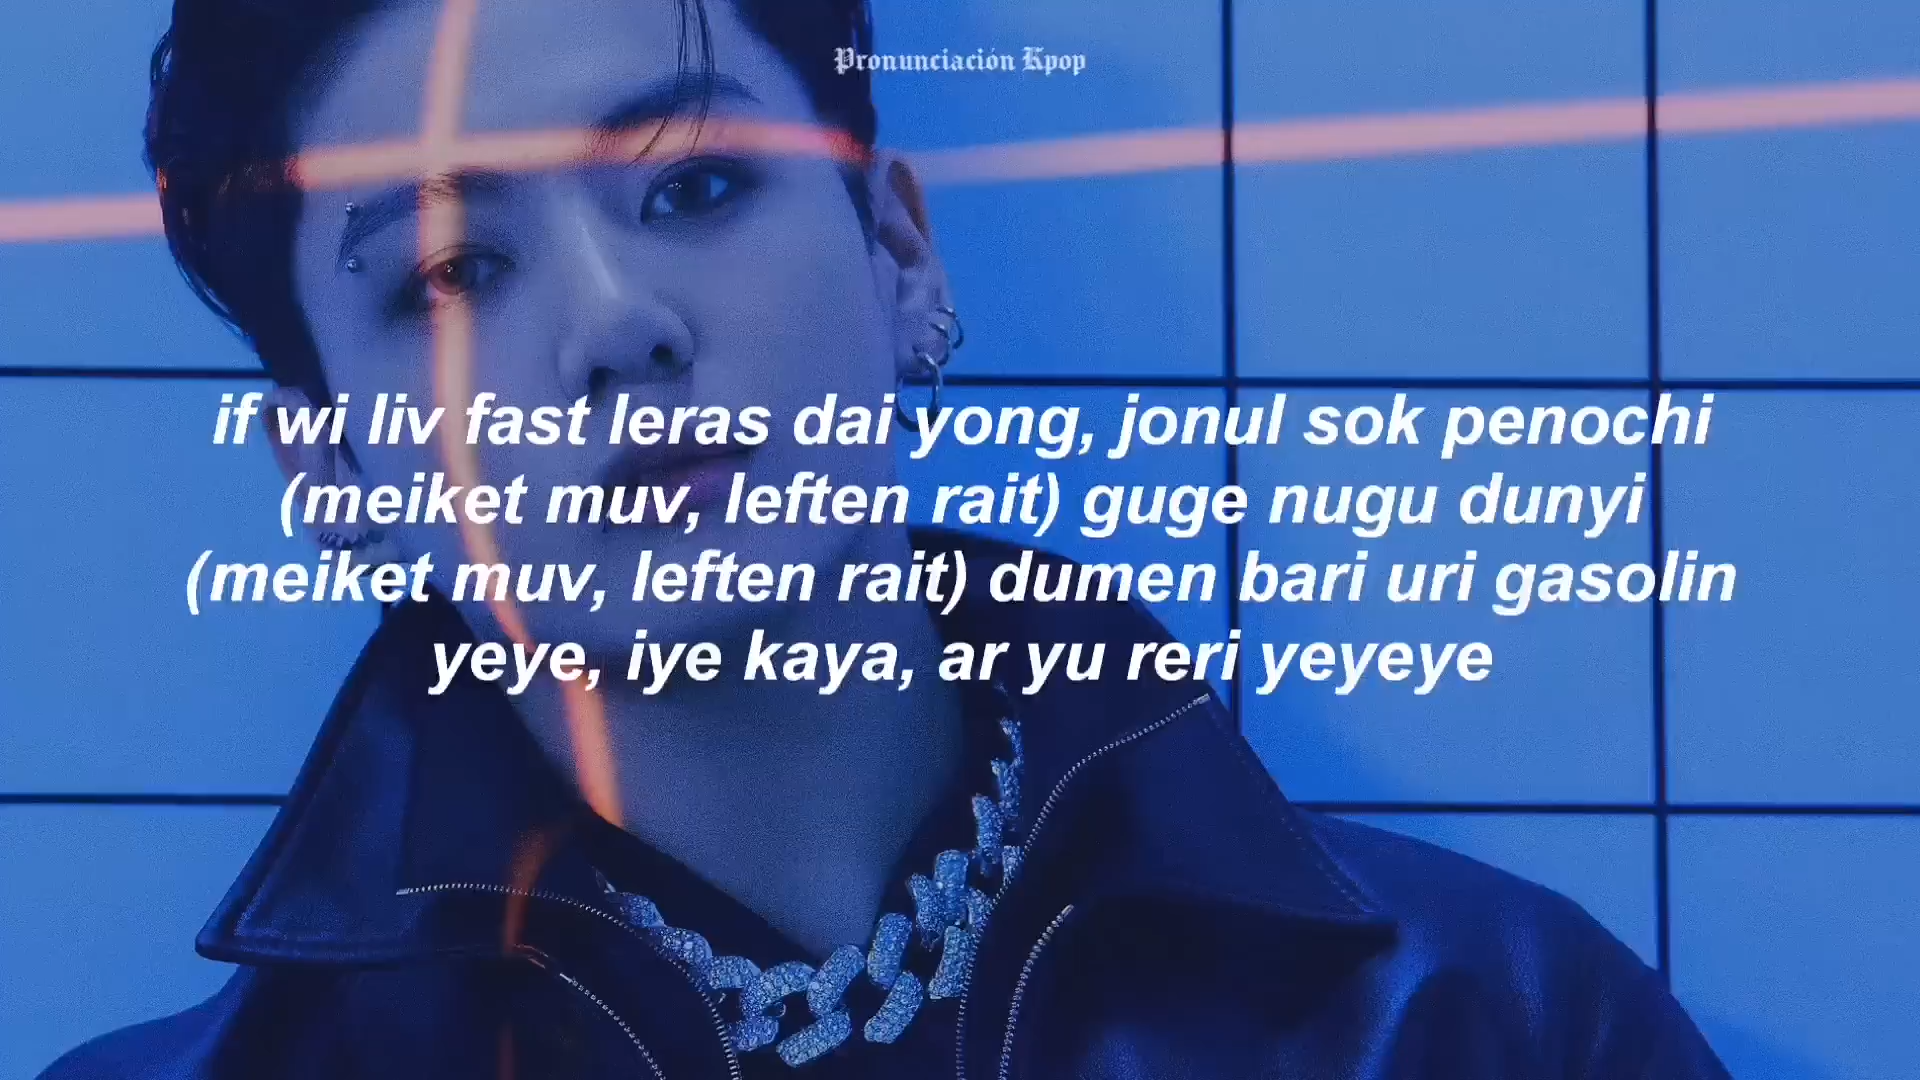 Pronunciación Kpop
if wi liv fast leras dai yong, jonul sok penochi
(meiket muv, leften rait) guge nugu dunyi
(meiket muv, leften rait) dumen bari uri gasolin
yeye, iye kaya, ar yu reri yeyeye